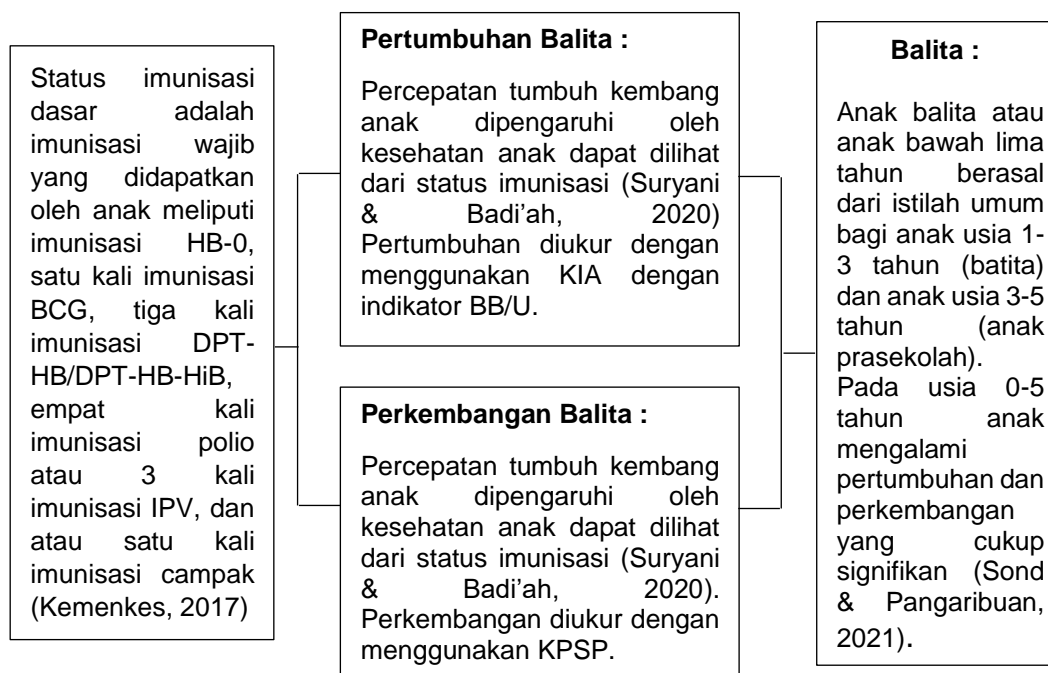 Status imunisasi
dasar adalah
imunisasi wajib
yang didapatkan
oleh anak meliputi
imunisasi HB-0,
satu kali imunisasi
BCG, tiga kali
imunisasi DPT-
HB/DPT-HB-HiB,
empat kali
imunisasi polio
atau 3 kali
imunisasi IPV, dan
atau satu kali
imunisasi campak
(Kemenkes, 2017)
Pertumbuhan Balita :
Percepatan tumbuh kembang
anak dipengaruhi oleh
kesehatan anak dapat dilihat
dari status imunisasi (Suryani
& Badi’ah, 2020)
Pertumbuhan diukur dengan
menggunakan KIA dengan
indikator BB/U.
Perkembangan Balita :
Percepatan tumbuh kembang
anak dipengaruhi oleh
kesehatan anak dapat dilihat
dari status imunisasi (Suryani
& Badi’ah, 2020).
Perkembangan diukur dengan
menggunakan KPSP.
Balita :
Anak balita atau
anak bawah lima
tahun berasal
dari istilah umum
bagi anak usia 1-
3 tahun (batita)
dan anak usia 3-5
tahun (anak
prasekolah).
Pada usia 0-5
tahun anak
mengalami
pertumbuhan dan
perkembangan
yang cukup
signifikan (Sond
& Pangaribuan,
2021).